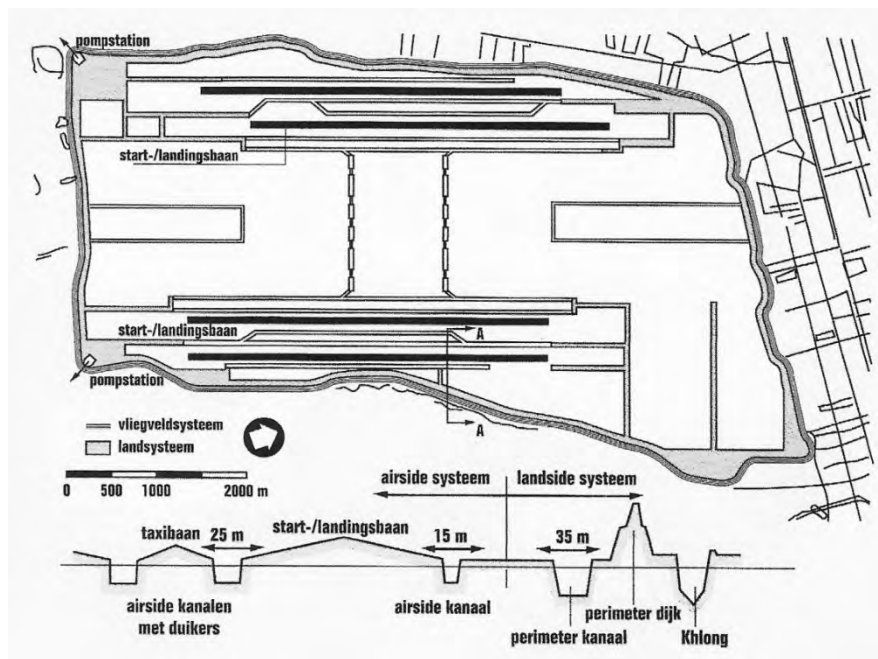 pompstation
start-/landingsbaan
start-/landingsbaan
A
pompstation
A
vliegveldsysteem
landsysteem
0 500 1000 2000 m
airside systeem landside systeem
taxibaan 25 m start-/landingsbaan 15 m 35 m
airside kanalen
met duikers
airside kanaal
perimeter kanaal
perimeter dijk
Khlong